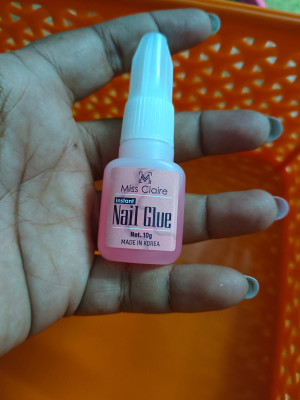 Miss Claire
instant
Nail Glue
Net. 10g
MADE IN KOREA